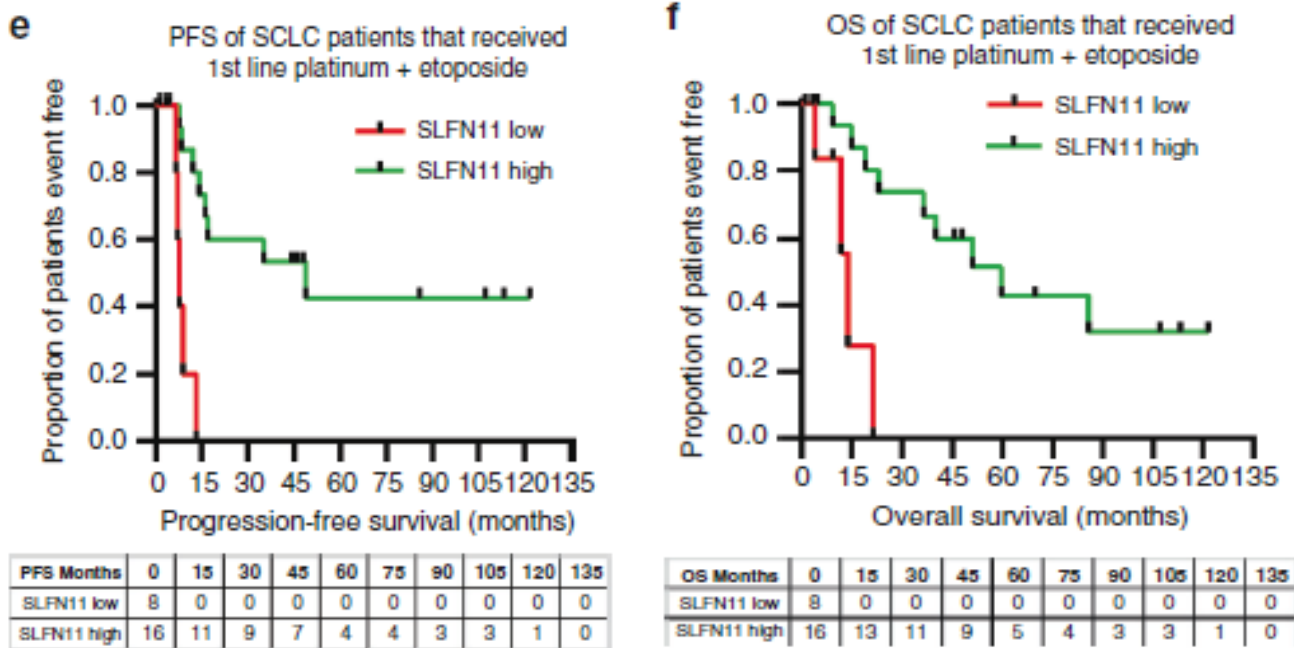 e
PFS of SCLC patients that received
1st line platinum + etoposide
Proportion of patients event free
1.0
0.8
0.6
0.4
0.2
0.0
SLFN11 low
SLFN11 high
0 15 30 45 60 75 90 105 120 135
Progression-free survival (months)
PFS Months 0 15 30 45 60 75 90 105 120 135
SLFN11 low 8 0 0 0 0 0 0 0 0 0
SLFN11 high 16 11 9 7 4 4 3 3 1 0
f
OS of SCLC patients that received
1st line platinum + etoposide
Proportion of patients event free
1.0
0.8
0.6
0.4
0.2
0.0
SLFN11 low
SLFN11 high
0 15 30 45 60 75 90 105 120 135
Overall survival (months)
OS Months 0 15 30 45 60 75 90 105 120 135
SLFN11 low 8 0 0 0 0 0 0 0 0 0
SLFN11 high 16 13 11 9 5 4 3 3 1 0